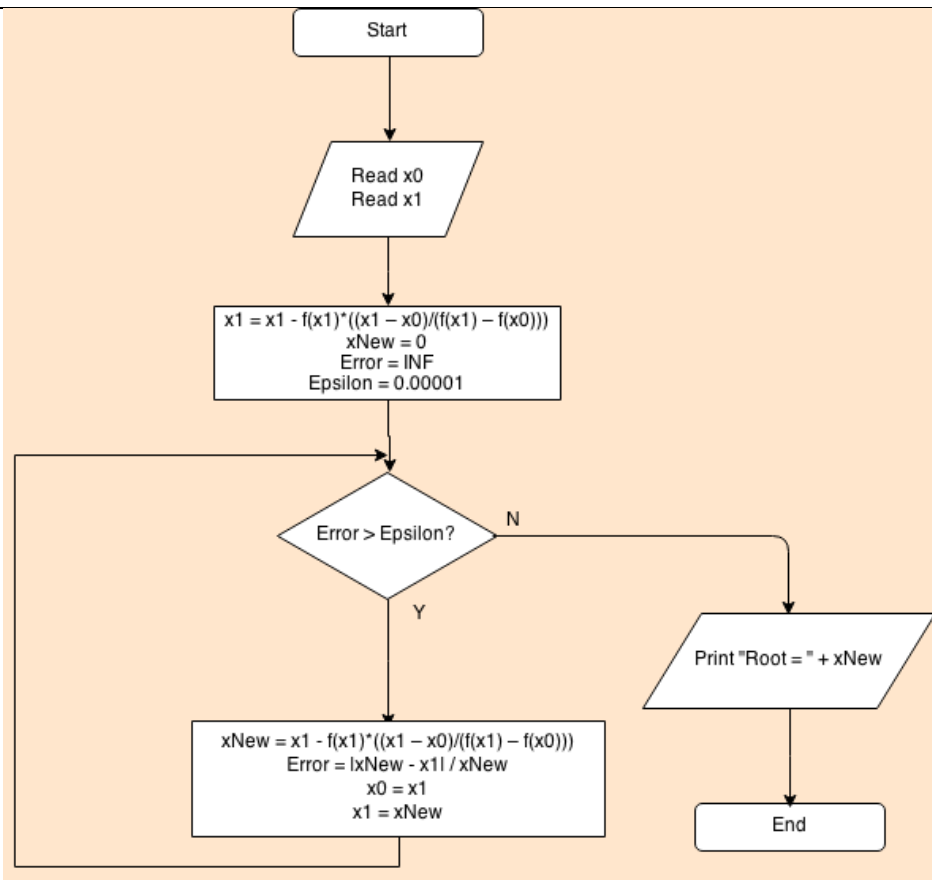 Start
Read x0
Read x1
x1 = x1 - f(x1)*((x1 – x0)/(f(x1) – f(x0)))
xNew = 0
Error = INF
Epsilon = 0.00001
Error > Epsilon?
N
Y
Print "Root = " + xNew
xNew = x1 - f(x1)*((x1 – x0)/(f(x1) – f(x0)))
Error = |xNew - x1| / xNew
x0 = x1
x1 = xNew
End